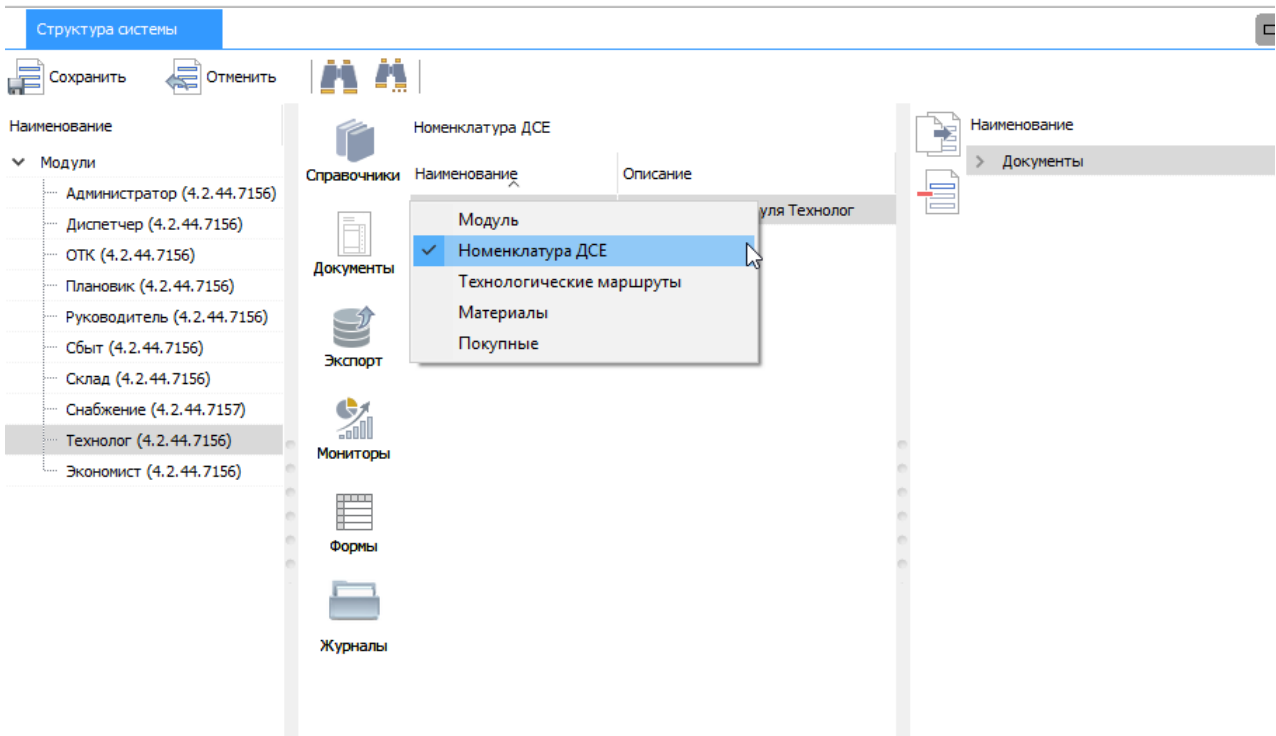 Структура системы
Сохранить
Отменить
Наименование
Модули
Администратор (4.2.44.7156)
Диспетчер (4.2.44.7156)
ОТК (4.2.44.7156)
Плановик (4.2.44.7156)
Руководитель (4.2.44.7156)
Сбыт (4.2.44.7156)
Склад (4.2.44.7156)
Снабжение (4.2.44.7157)
Технолог (4.2.44.7156)
Экономист (4.2.44.7156)
Справочники
Документы
Экспорт
Мониторы
Формы
Журналы
Номенклатура ДСЕ
Наименование
Описание
уля Технолог
Модуль
Номенклатура ДСЕ
Технологические маршруты
Материалы
Покупные
Наименование
Документы